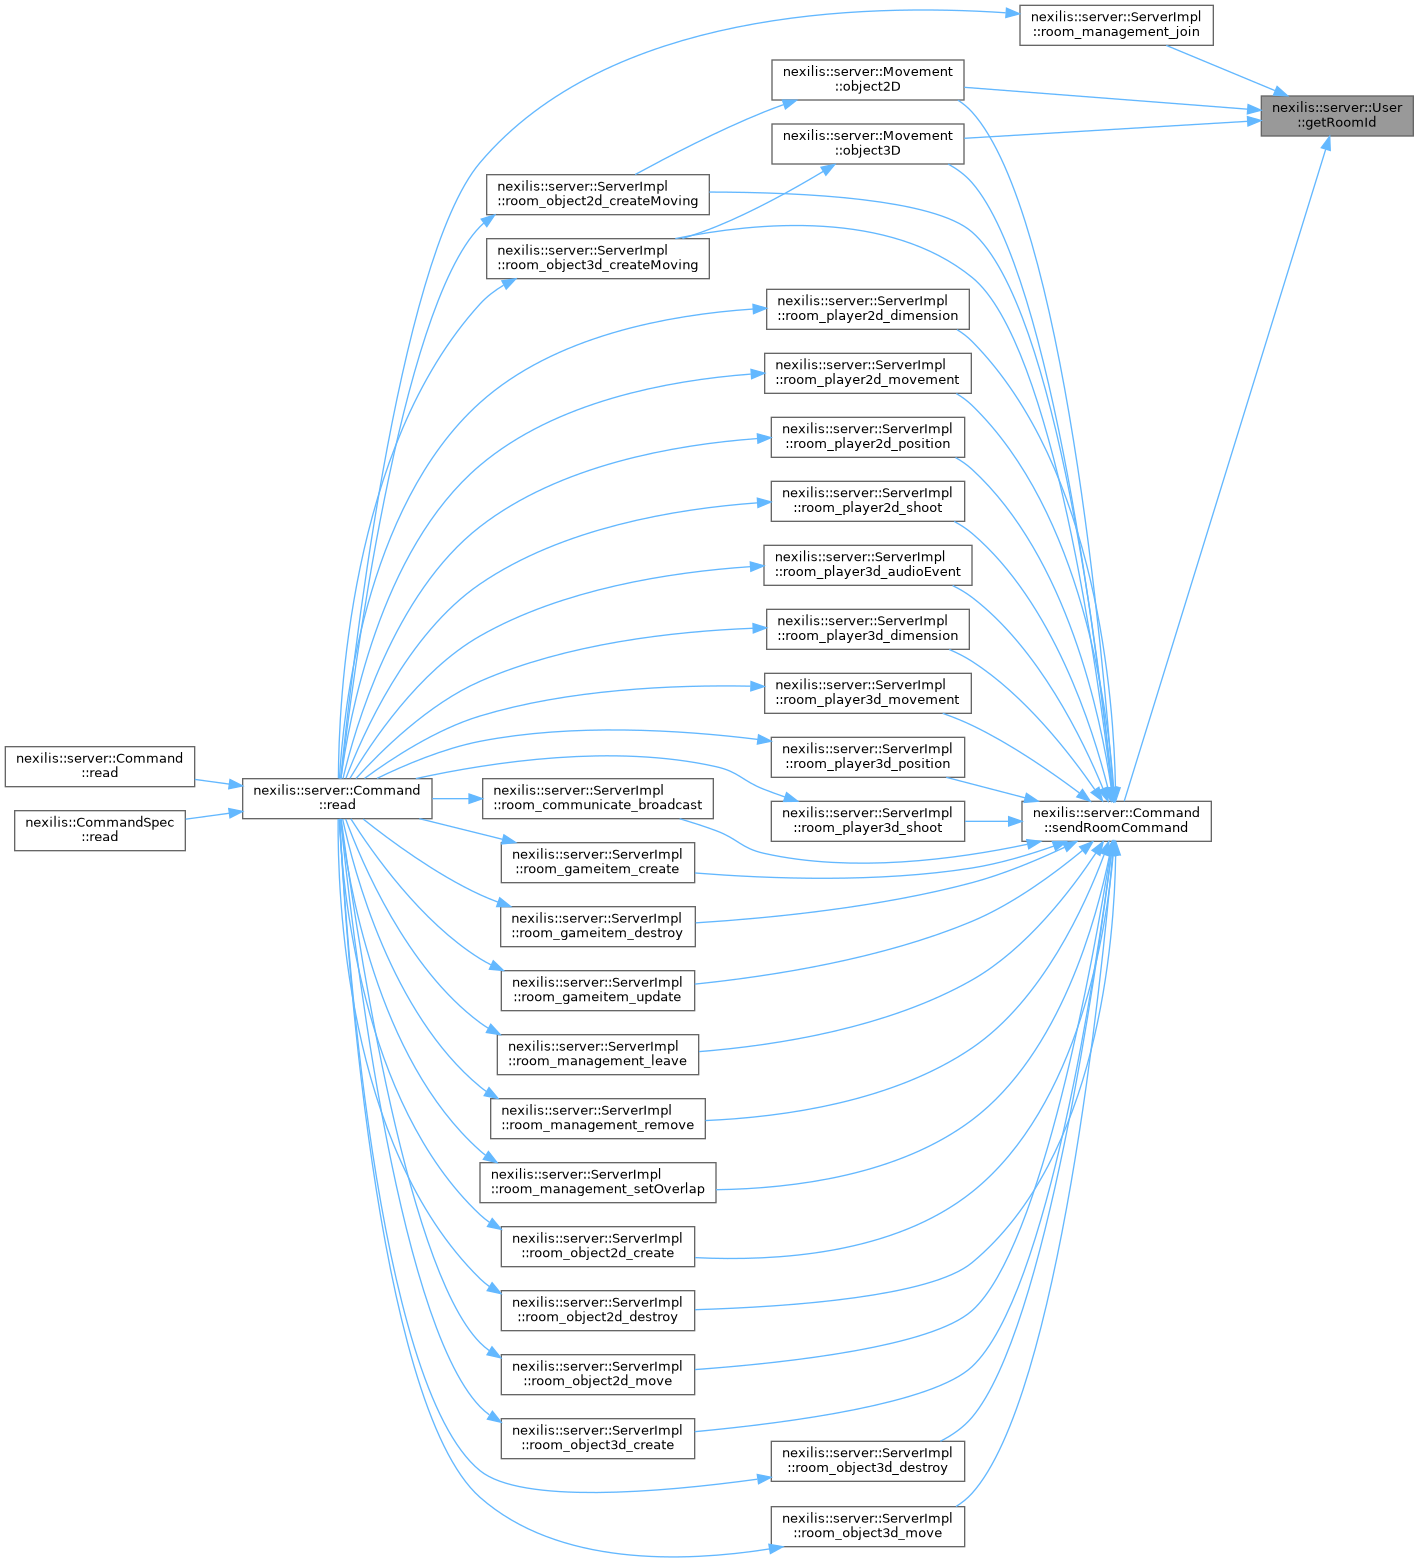 nexilis::server::ServerImpl
::room_management_join
nexilis::server::Movement
::object2D
nexilis::server::User
::getRoomId
nexilis::server::Movement
::object3D
nexilis::server::ServerImpl
::room_object2d_createMoving
nexilis::server::ServerImpl
::room_object3d_createMoving
nexilis::server::ServerImpl
::room_player2d_dimension
nexilis::server::ServerImpl
::room_player2d_movement
nexilis::server::ServerImpl
::room_player2d_position
nexilis::server::ServerImpl
::room_player2d_shoot
nexilis::server::ServerImpl
::room_player3d_audioEvent
nexilis::server::ServerImpl
::room_player3d_dimension
nexilis::server::ServerImpl
::room_player3d_movement
nexilis::server::ServerImpl
::room_player3d_position
nexilis::server::Command
::read
nexilis::server::Command
::read
nexilis::server::ServerImpl
::room_communicate_broadcast
nexilis::server::ServerImpl
::room_player3d_shoot
nexilis::server::Command
::sendRoomCommand
nexilis::CommandSpec
::read
nexilis::server::ServerImpl
::room_gameitem_create
nexilis::server::ServerImpl
::room_gameitem_destroy
nexilis::server::ServerImpl
::room_gameitem_update
nexilis::server::ServerImpl
::room_management_leave
nexilis::server::ServerImpl
::room_management_remove
nexilis::server::ServerImpl
::room_management_setOverlap
nexilis::server::ServerImpl
::room_object2d_create
nexilis::server::ServerImpl
::room_object2d_destroy
nexilis::server::ServerImpl
::room_object2d_move
nexilis::server::ServerImpl
::room_object3d_create
nexilis::server::ServerImpl
::room_object3d_destroy
nexilis::server::ServerImpl
::room_object3d_move